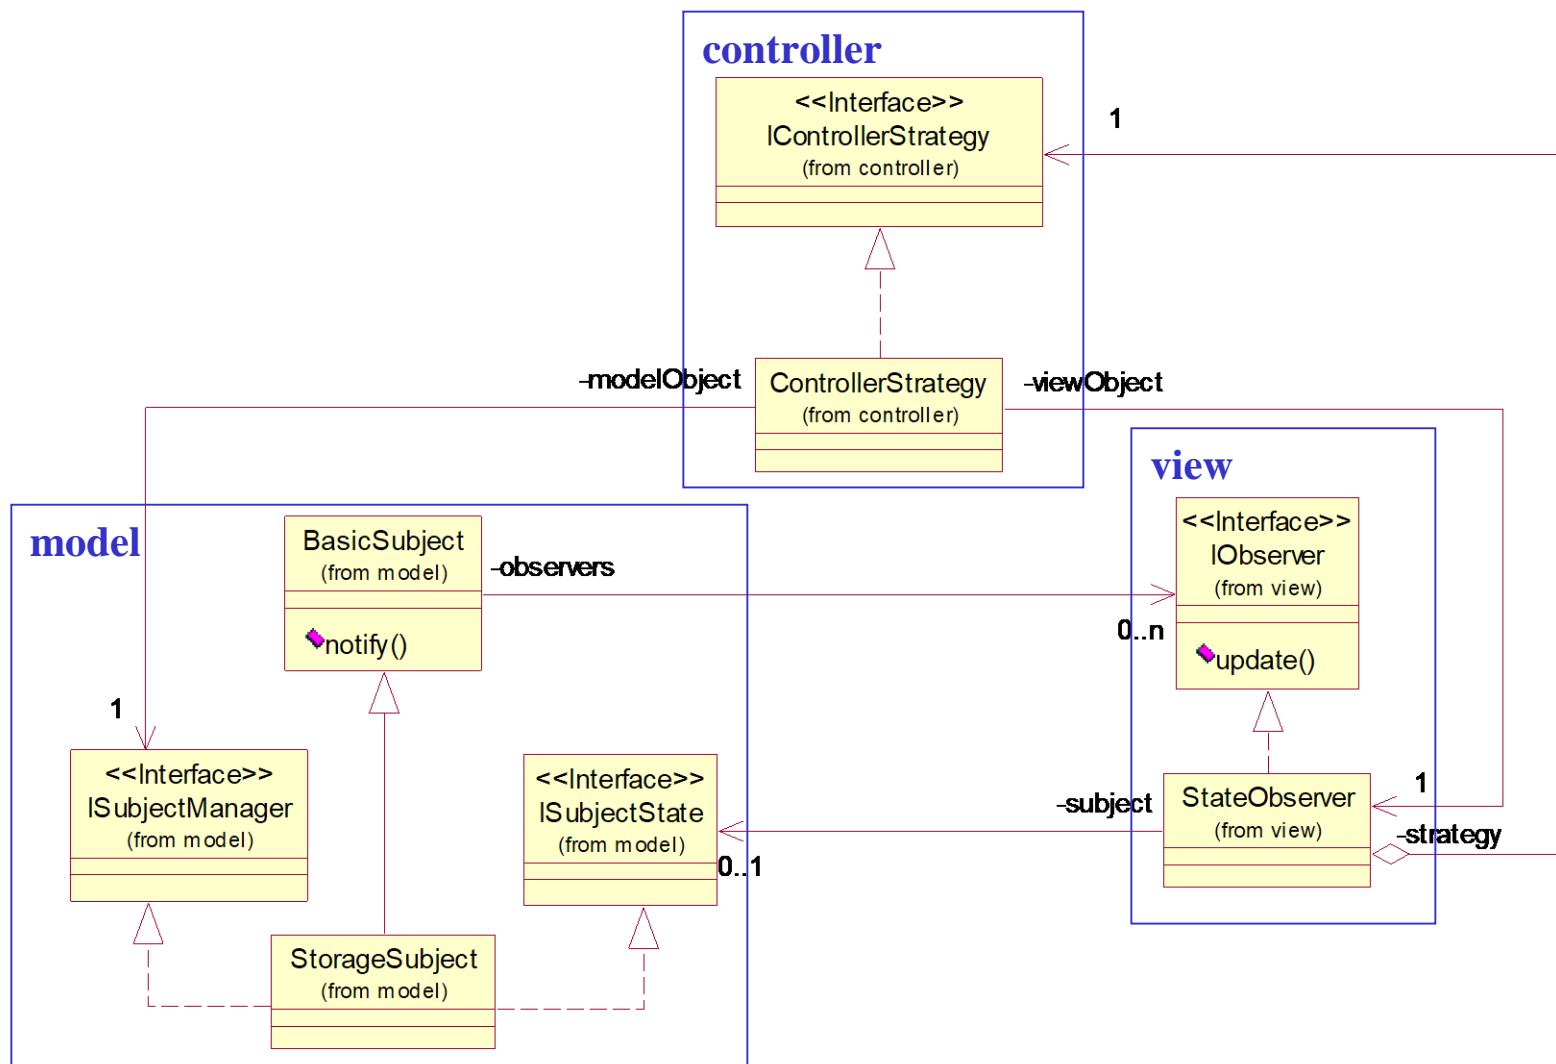 controller
<<Interface>>
IControllerStrategy
(from controller)
1
-modelObject
ControllerStrategy
(from controller)
-viewObject
view
<<Interface>>
IObserver
(from view)
0..n
update()
model
BasicSubject
(from model)
-observers
notify()
1
<<Interface>>
ISubjectManager
(from model)
<<Interface>>
ISubjectState
(from model)
0..1
-subject
StateObserver
(from view)
1
-strategy
StorageSubject
(from model)